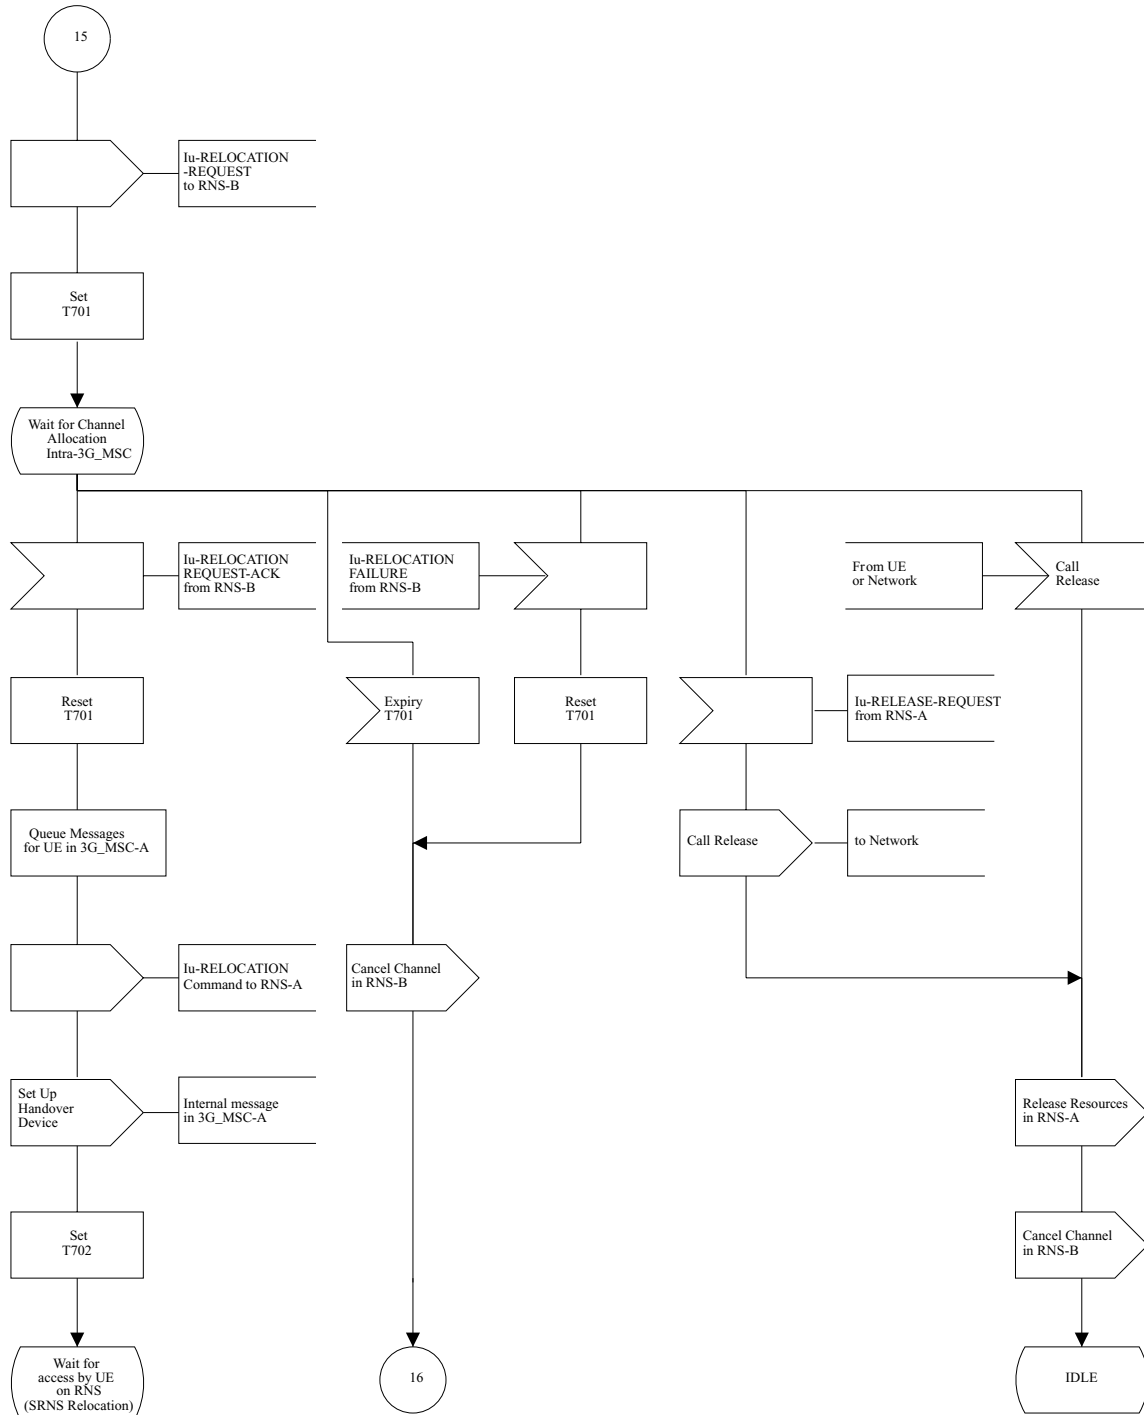 15
Iu-RELOCATION
-REQUEST
to RNS-B
Set
T701
Wait for Channel
Allocation
Intra-3G_MSC
Iu-RELOCATION
REQUEST-ACK
from RNS-B
Iu-RELOCATION
FAILURE
from RNS-B
From UE
or Network
Call
Release
Reset
T701
Expiry
T701
Reset
T701
Iu-RELEASE-REQUEST
from RNS-A
Queue Messages
for UE in 3G_MSC-A
Call Release
to Network
Iu-RELOCATION
Command to RNS-A
Cancel Channel
in RNS-B
Set Up
Handover
Device
Internal message
in 3G_MSC-A
Release Resources
in RNS-A
Set
T702
Cancel Channel
in RNS-B
Wait for
access by UE
on RNS
(SRNS Relocation)
16
IDLE